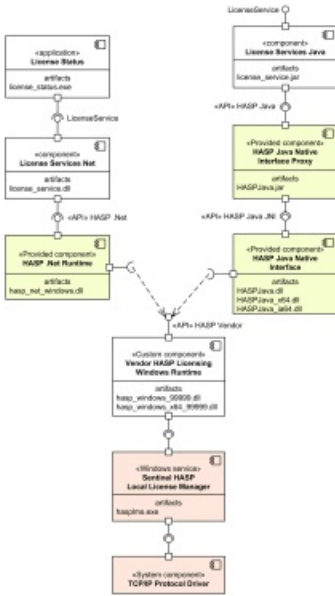 LicenseService
«application»
License Status
artifacts
license_status.exe
«component»
License Services Java
artifacts
license_service.jar
LicenseService
«API» HASP Java
«component»
License Services Net
artifacts
license_service.dll
«Provided component»
HASP Java Native
Interface Proxy
artifacts
HASPJava.jar
«API» HASP .Net
«API» HASP Java JNI
«Provided component»
HASP .Net Runtime
artifacts
hasp_net_windows.dll
«Provided component»
HASP Java Native
Interface
artifacts
HASPJava.dll
HASPJava_x64.dll
HASPJava_ia64.dll
«API» HASP Vendor
«Custom component»
Vendor HASP Licensing
Windows Runtime
artifacts
hasp_windows_99999.dll
hasp_windows_x64_99999.dll
«Windows service»
Sentinel HASP
Local License Manager
artifacts
hasplms.exe
«System component»
TCP/IP Protocol Driver